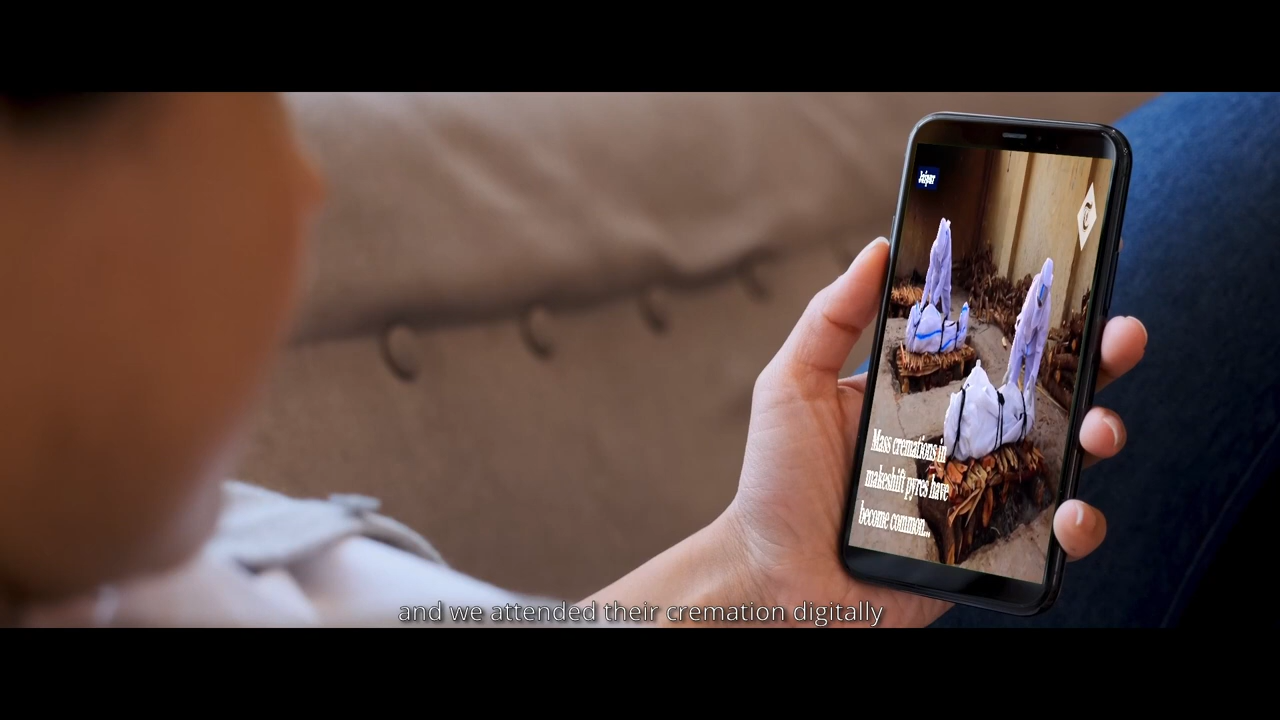 Jaipur
Mass cremations in
makeshift pyres have
become common...
and we attended their cremation digitally